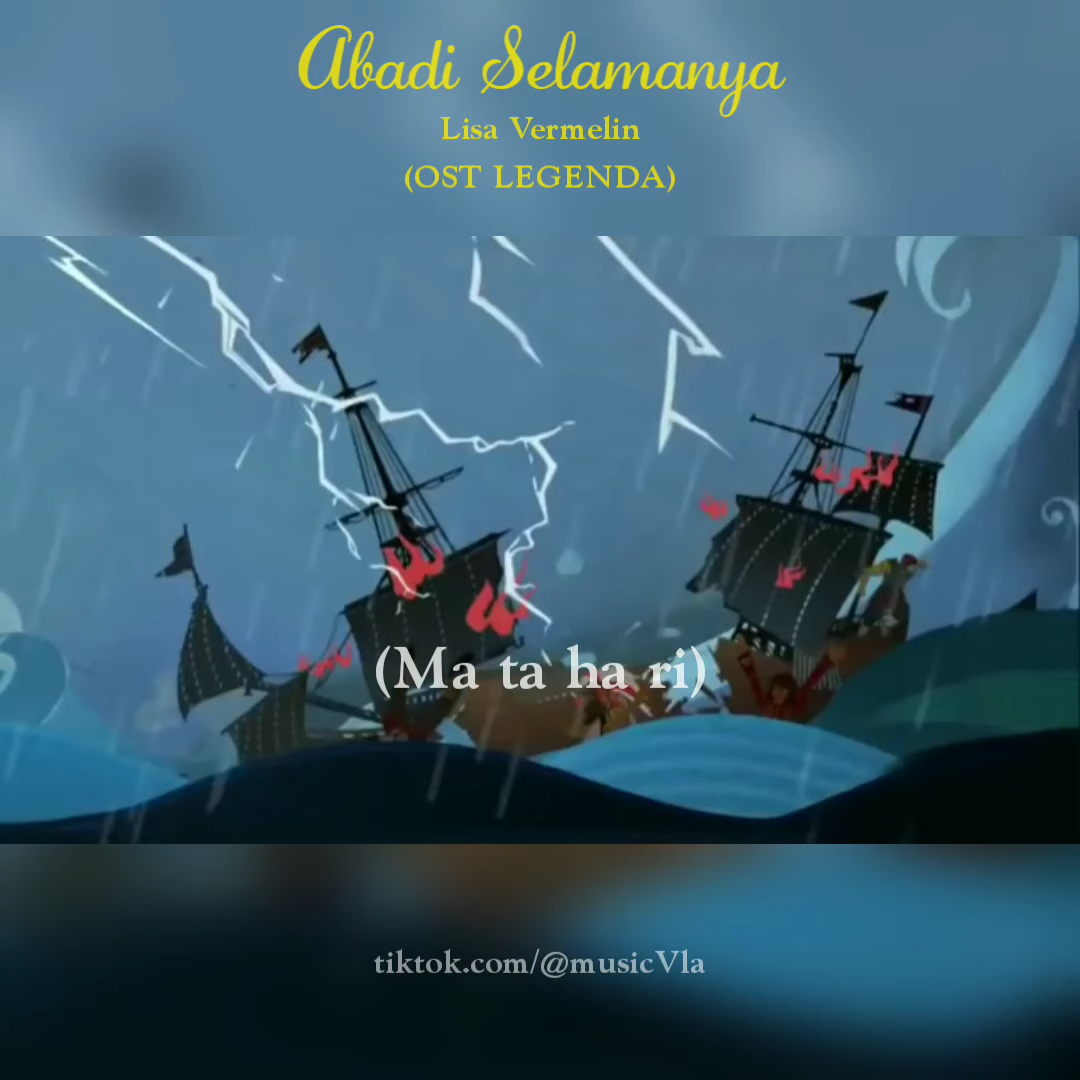 Abadi Selamanya
Lisa Vermelin
(OST LEGENDA)
(Ma ta ha ri)
tiktok.com/@musicVla